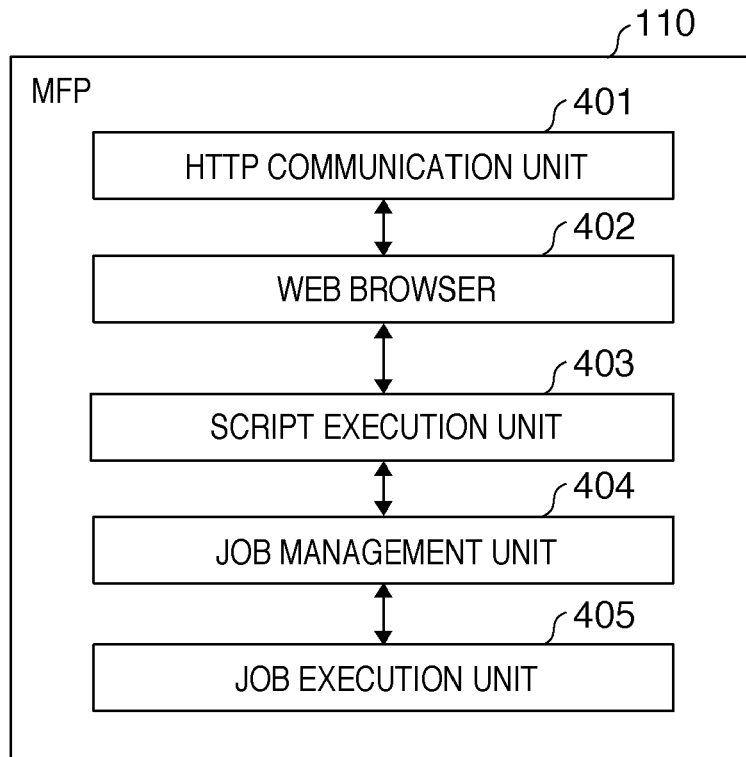 110
MFP
401
HTTP COMMUNICATION UNIT
402
WEB BROWSER
403
SCRIPT EXECUTION UNIT
404
JOB MANAGEMENT UNIT
405
JOB EXECUTION UNIT